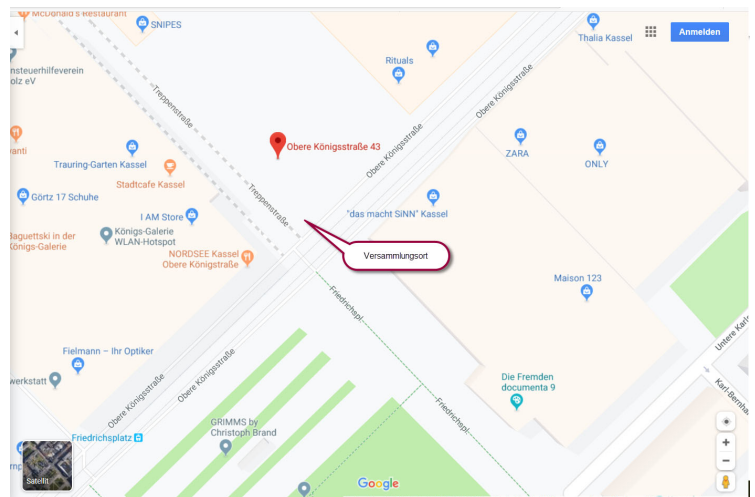 McDonald's Restaurant
SNIPES
Thalia Kassel
Anmelden
nsteuerhilfeverein
olz eV
Rituals
Treppenstraße
Obere Königsstraße
Obere Königsstraße 43
Obere Königsstraße
ZARA
ONLY
anti
Trauring-Garten Kassel
Stadtcafe Kassel
Görtz 17 Schuhe
I AM Store
Treppenstraße
"das macht SiNN" Kassel
Baguettski in der
Königs-Galerie
Königs-Galerie
WLAN-Hotspot
NORDSEE Kassel
Obere Königstraße
Versammlungsort
Maison 123
Friedrichspl.
Untere Karls
Fielmann – Ihr Optiker
werkstatt
Obere Königsstraße
Obere Königsstraße
Die Fremden
documenta 9
Karl-Bernha
Friedrichspl.
GRIMMS by
Christoph Brand
Friedrichsplatz
Satellit
Google